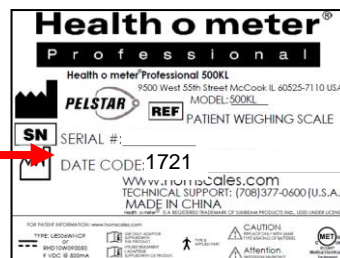 Health o meter®
Professional
Health o meter® Professional 500KL
9500 West 55th Street McCook IL 60525-7110 USA
PELSTAR
MODEL: 500KL
REF PATIENT WEIGHING SCALE
SN SERIAL #:
DATE CODE: 1721
www.homscales.com
TECHNICAL SUPPORT: (708)377-0600 (U.S.A.
MADE IN CHINA
FOR PATENT INFORMATION: www.homscales.com
CAUTION
Attention
MET